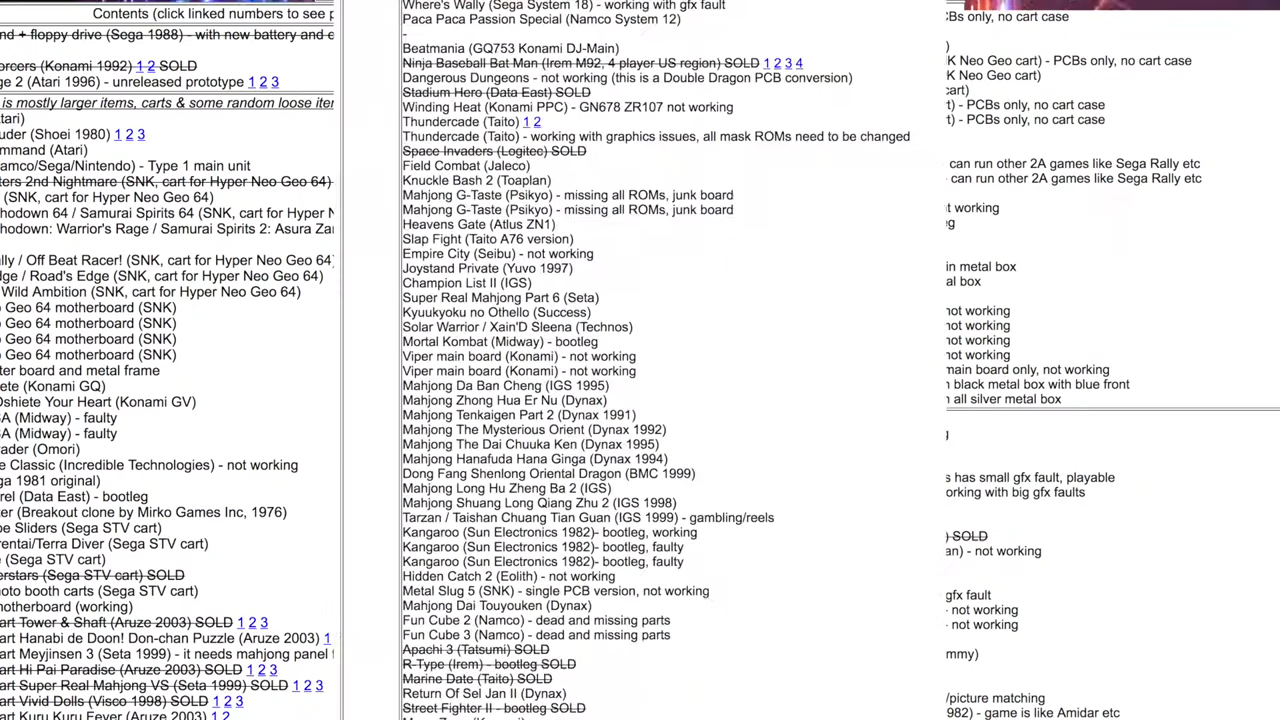 Contents (click linked numbers to see p
nd + floppy drive (Sega 1988) - with new battery and c
orcers (Konami 1992) 1 2 SOLD
ge 2 (Atari 1996) - unreleased prototype 1 2 3
is mostly larger items, carts & some random loose iter
tari)
uder (Shoei 1980) 1 2 3
mmand (Atari)
amco/Sega/Nintendo) - Type 1 main unit
ters 2nd Nightmare (SNK, cart for Hyper Neo Geo 64)
(SNK, cart for Hyper Neo Geo 64)
hodown 64 / Samurai Spirits 64 (SNK, cart for Hyper N
hodown: Warrior's Rage / Samurai Spirits 2: Asura Zar
ally / Off Beat Racer! (SNK, cart for Hyper Neo Geo 64)
dge / Road's Edge (SNK, cart for Hyper Neo Geo 64)
Wild Ambition (SNK, cart for Hyper Neo Geo 64)
o Geo 64 motherboard (SNK)
o Geo 64 motherboard (SNK)
o Geo 64 motherboard (SNK)
o Geo 64 motherboard (SNK)
ter board and metal frame
ete (Konami GQ)
Oshiete Your Heart (Konami GV)
A (Midway) - faulty
A (Midway) - faulty
vader (Omori)
e Classic (Incredible Technologies) - not working
ga 1981 original)
rel (Data East) - bootleg
ter (Breakout clone by Mirko Games Inc, 1976)
pe Sliders (Sega STV cart)
rental/Terra Diver (Sega STV cart)
e (Sega STV cart)
erstars (Sega STV cart) SOLD
oto booth carts (Sega STV cart)
motherboard (working)
art Tower & Shaft (Aruze 2003) SOLD 1 2 3
art Hanabi de Doon! Don-chan Puzzle (Aruze 2003) 1
art Meyjinsen 3 (Seta 1999) - it needs mahjong panel
art Hi Pai Paradise (Aruze 2003) SOLD 1 2 3
art Super Real Mahjong VS (Seta 1999) SOLD 1 2 3
art Vivid Dolls (Visco 1998) SOLD 1 2 3
art Kuru Kuru Fever (Aruze 2003) 1 2
Where's Wally (Sega System 18) - working with gfx fault
Paca Paca Passion Special (Namco System 12)
-
Beatmania (GQ753 Konami DJ-Main)
Ninja Baseball Bat Man (Irem M92, 4 player US region) SOLD 1 2 3 4
Dangerous Dungeons - not working (this is a Double Dragon PCB conversion)
Stadium Hero (Data East) SOLD
Winding Heat (Konami PPC) - GN678 ZR107 not working
Thundercade (Taito) 1 2
Thundercade (Taito) - working with graphics issues, all mask ROMs need to be changed
Space Invaders (Logitec) SOLD
Field Combat (Jaleco)
Knuckle Bash 2 (Toaplan)
Mahjong G-Taste (Psikyo) - missing all ROMs, junk board
Mahjong G-Taste (Psikyo) - missing all ROMs, junk board
Heavens Gate (Atlus ZN1)
Slap Fight (Taito A76 version)
Empire City (Seibu) - not working
Joystand Private (Yuvo 1997)
Champion List II (IGS)
Super Real Mahjong Part 6 (Seta)
Kyuukyoku no Othello (Success)
Solar Warrior / Xain'D Sleena (Technos)
Mortal Kombat (Midway) - bootleg
Viper main board (Konami) - not working
Viper main board (Konami) - not working
Mahjong Da Ban Cheng (IGS 1995)
Mahjong Zhong Hua Er Nu (Dynax)
Mahjong Tenkaigen Part 2 (Dynax 1991)
Mahjong The Mysterious Orient (Dynax 1992)
Mahjong The Dai Chuuka Ken (Dynax 1995)
Mahjong Hanafuda Hana Ginga (Dynax 1994)
Dong Fang Shenlong Oriental Dragon (BMC 1999)
Mahjong Long Hu Zheng Ba 2 (IGS)
Mahjong Shuang Long Qiang Zhu 2 (IGS 1998)
Tarzan / Taishan Chuang Tian Guan (IGS 1999) - gambling/reels
Kangaroo (Sun Electronics 1982)- bootleg, working
Kangaroo (Sun Electronics 1982)- bootleg, faulty
Kangaroo (Sun Electronics 1982)- bootleg, faulty
Hidden Catch 2 (Eolith) - not working
Metal Slug 5 (SNK) - single PCB version, not working
Mahjong Dai Touyouken (Dynax)
Fun Cube 2 (Namco) - dead and missing parts
Fun Cube 3 (Namco) - dead and missing parts
Apachi 3 (Tatsumi) SOLD
R-Type (Irem) - bootleg SOLD
Marine Date (Taito) SOLD
Return Of Sel Jan II (Dynax)
Street Fighter II - bootleg SOLD
CBs only, no cart case
)
K Neo Geo cart) - PCBs only, no cart case
K Neo Geo cart)
cart)
t) - PCBs only, no cart case
t) - PCBs only, no cart case
can run other 2A games like Sega Rally etc
- can run other 2A games like Sega Rally etc
t working
g
in metal box
al box
not working
not working
not working
not working
main board only, not working
n black metal box with blue front
n all silver metal box
g
s has small gfx fault, playable
orking with big gfx faults
) SOLD
an) - not working
gfx fault
- not working
- not working
mmy)
/picture matching
982) - game is like Amidar etc